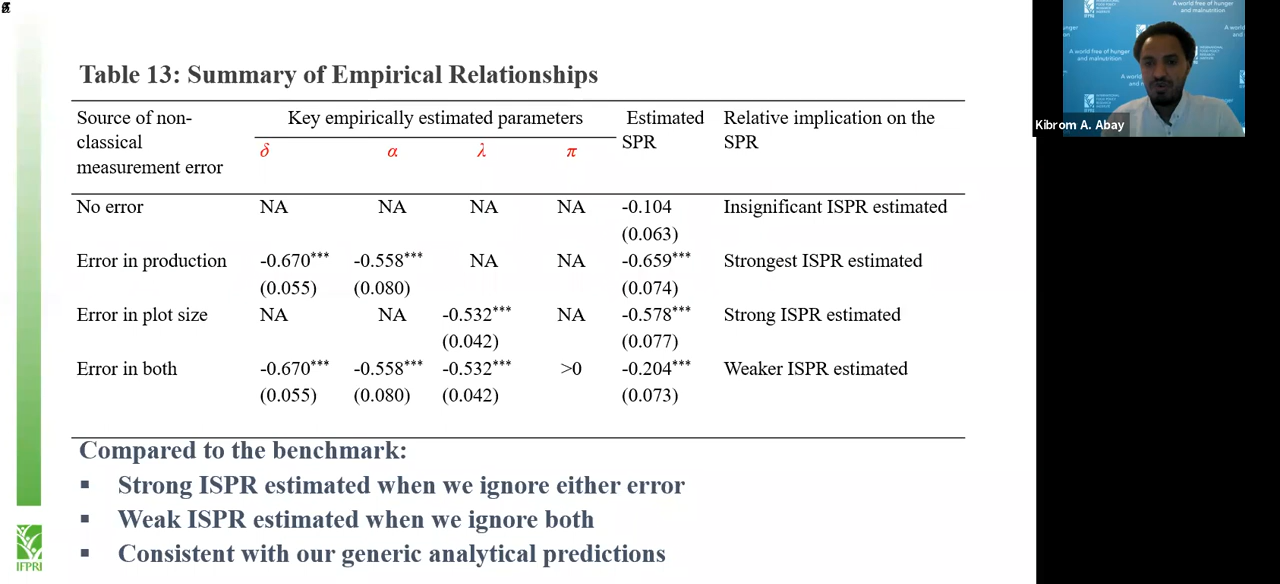 Table 13: Summary of Empirical Relationships
Source of non-classical measurement error Key empirically estimated parameters Estimated SPR Relative implication on the SPR
δ α λ π
No error NA NA NA NA -0.104 Insignificant ISPR estimated
(0.063)
Error in production -0.670*** -0.558*** NA NA -0.659*** Strongest ISPR estimated
(0.055) (0.080) (0.074)
Error in plot size NA NA -0.532*** NA -0.578*** Strong ISPR estimated
(0.042) (0.077)
Error in both -0.670*** -0.558*** -0.532*** >0 -0.204*** Weaker ISPR estimated
(0.055) (0.080) (0.042) (0.073)
Compared to the benchmark:
▪ Strong ISPR estimated when we ignore either error
▪ Weak ISPR estimated when we ignore both
▪ Consistent with our generic analytical predictions
IFPRI
A world free of hunger and malnutrition
A world free of hunger and malnutrition
Kibrom A. Abay